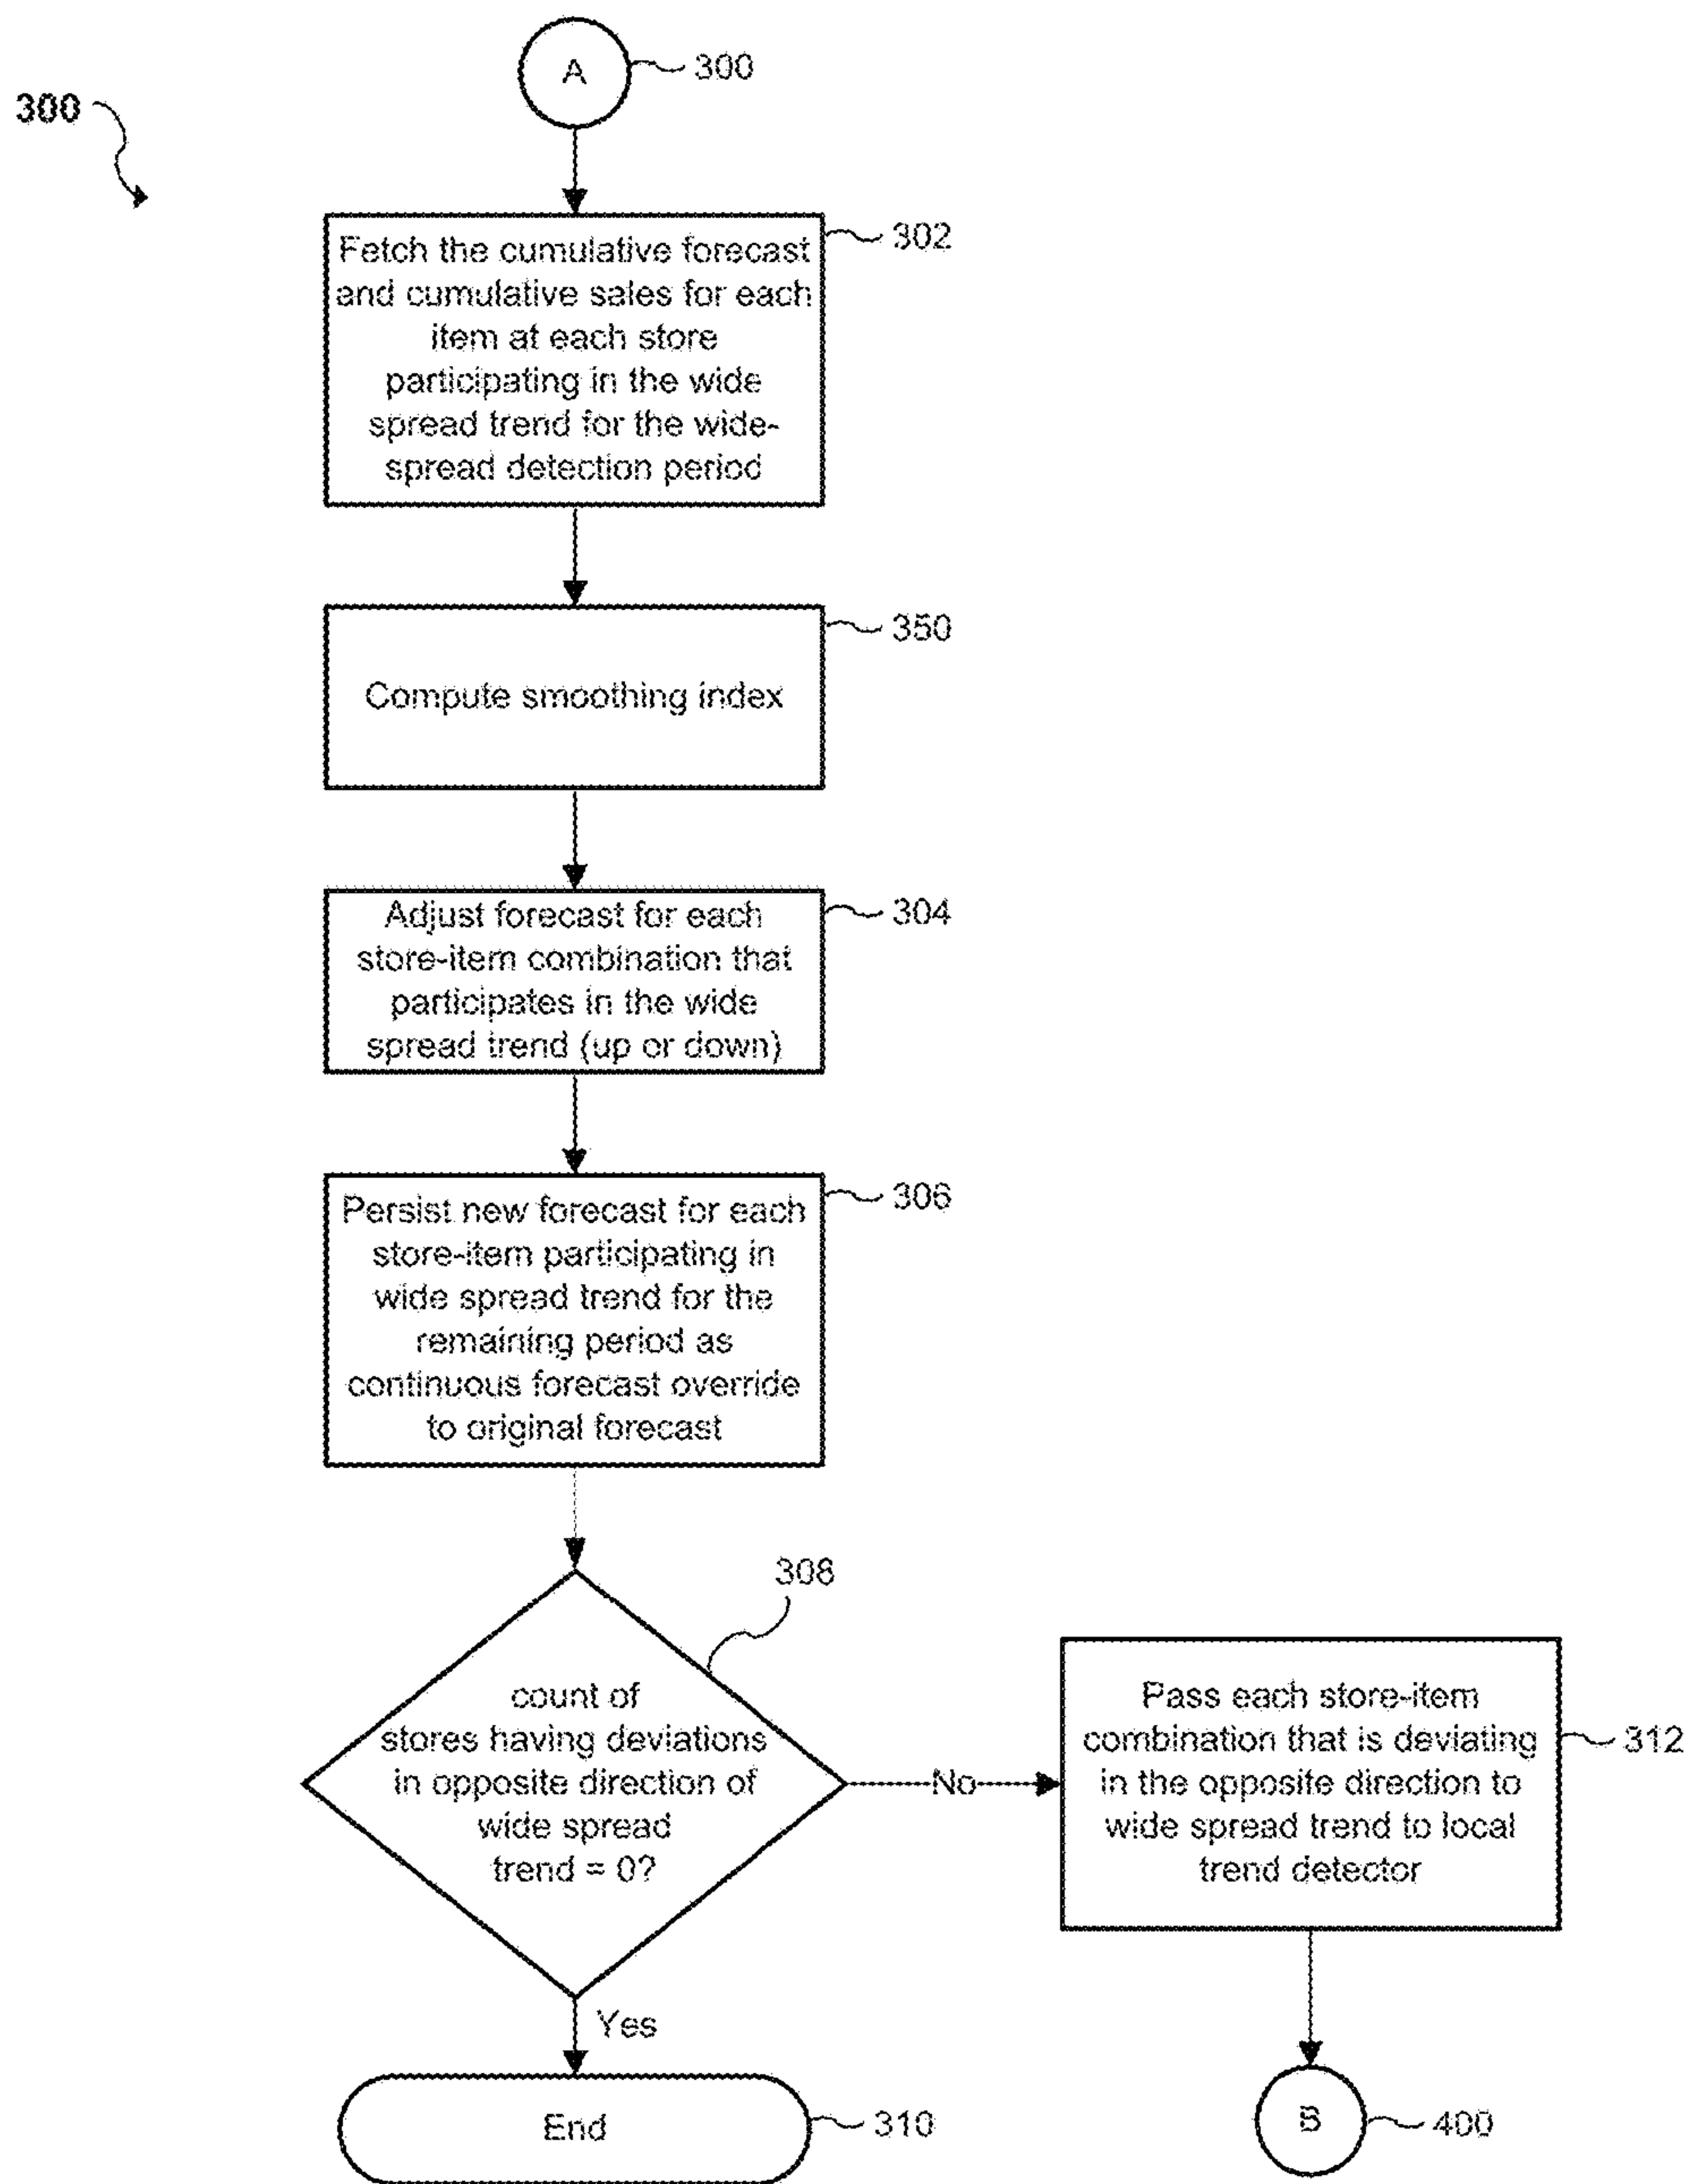 A
300
300
302
Fetch the cumulative forecast
and cumulative sales for each
item at each store
participating in the wide
spread trend for the wide-
spread detection period
350
Compute smoothing index
304
Adjust forecast for each
store-item combination that
participates in the wide
spread trend (up or down)
306
Persist new forecast for each
store-item participating in
wide spread trend for the
remaining period as
continuous forecast override
to original forecast
308
count of
stores having deviations
in opposite direction of
wide spread
trend = 0?
No
Pass each store-item
combination that is deviating
in the opposite direction to
wide spread trend to local
trend detector
312
Yes
End
310
B
400